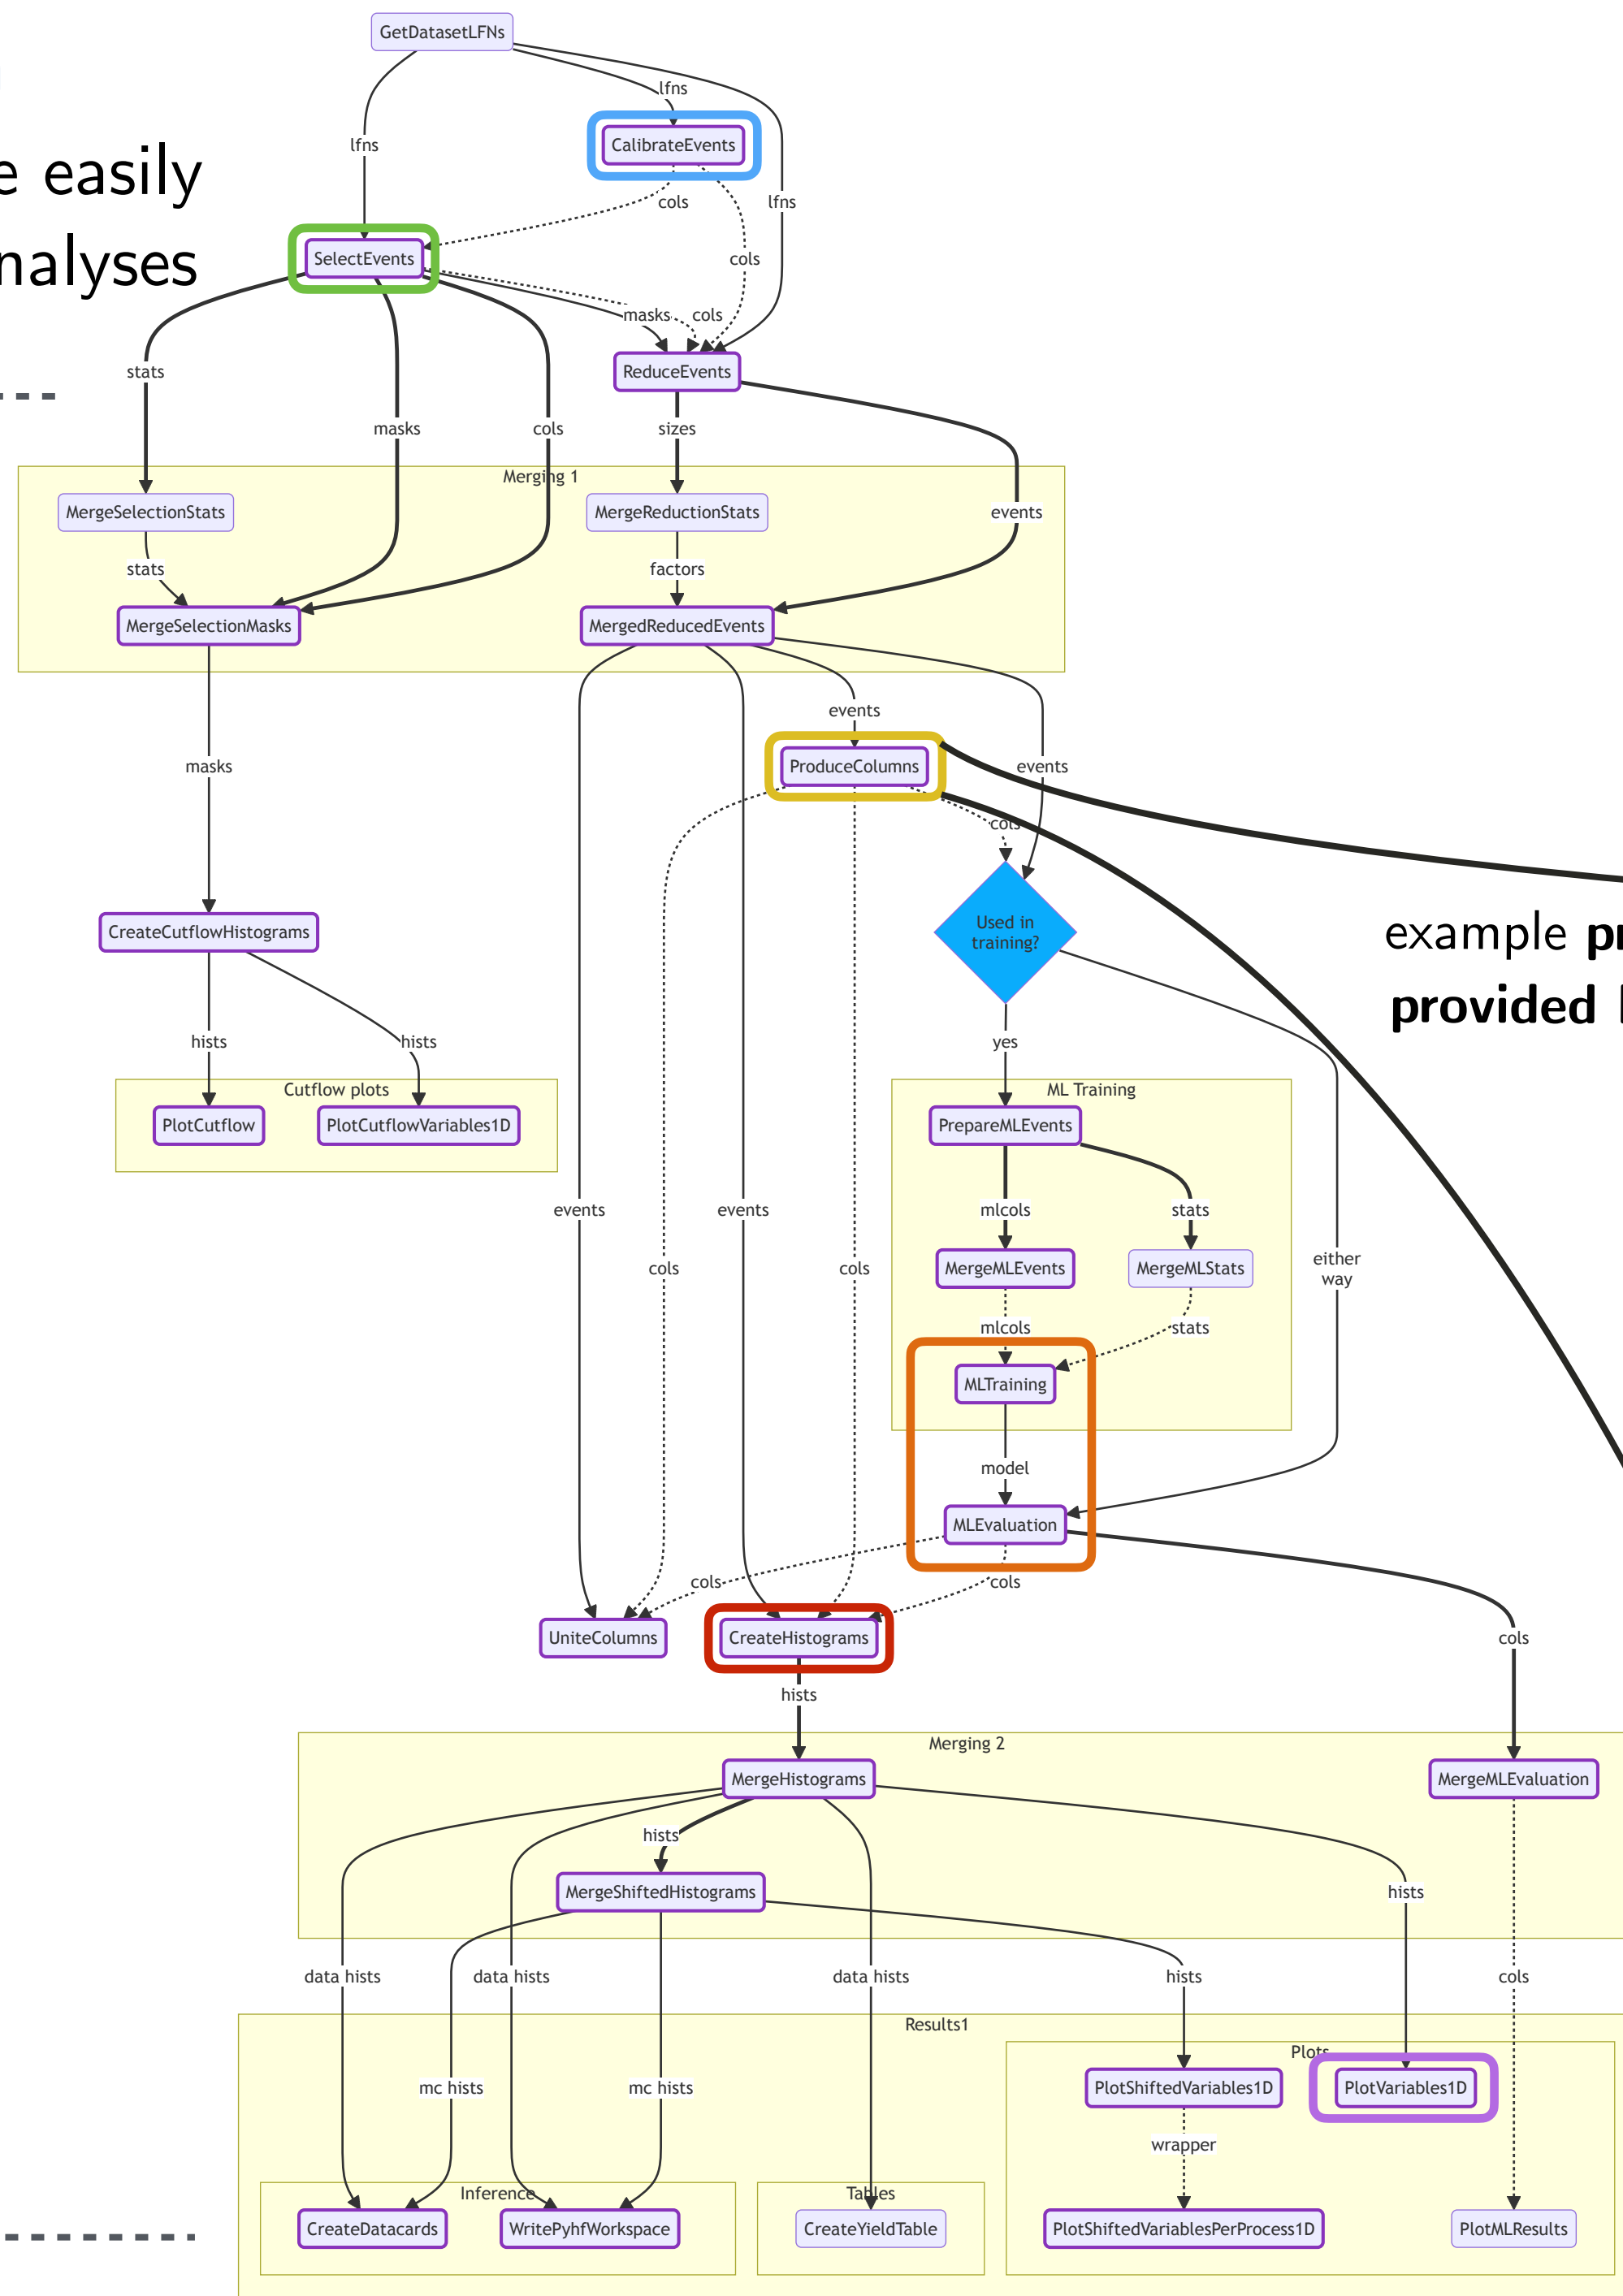 GetDatasetLFNs
lfns
lfns
CalibrateEvents
e easily
cols
lfns
SelectEvents
nalyses
cols
masks
cols
stats
ReduceEvents
masks
cols
sizes
Merging 1
MergeSelectionStats
MergeReductionStats
events
stats
factors
MergeSelectionMasks
MergedReducedEvents
events
masks
ProduceColumns
events
cols
CreateCutflowHistograms
Used in
training?
example pr
provided
hists
hists
yes
Cutflow plots
ML Training
PlotCutflow
PlotCutflowVariables1D
PrepareMLEvents
events
events
mlcols
stats
cols
cols
MergeMLEvents
MergeMLStats
either
way
mlcols
stats
MLTraining
model
MLEvaluation
cols
cols
UniteColumns
CreateHistograms
cols
hists
Merging 2
MergeHistograms
MergeMLEvaluation
hists
MergeShiftedHistograms
hists
data hists
data hists
data hists
hists
cols
Results1
Plots
mc hists
mc hists
PlotShiftedVariables1D
PlotVariables1D
wrapper
Inference
Tables
CreateDatacards
WritePyhfWorkspace
CreateYieldTable
PlotShiftedVariablesPerProcess1D
PlotMLResults